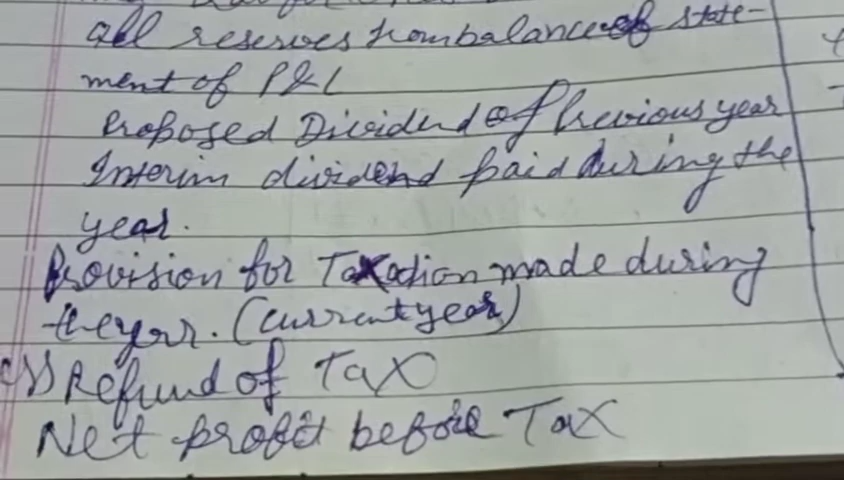 all reserves from balance of state-
ment of P&L
Proposed Dividend of Previous year
Interim dividend paid during the
year.
Provision for Taxation made during
the year. (Current year)
Refund of Tax
Net profit before Tax